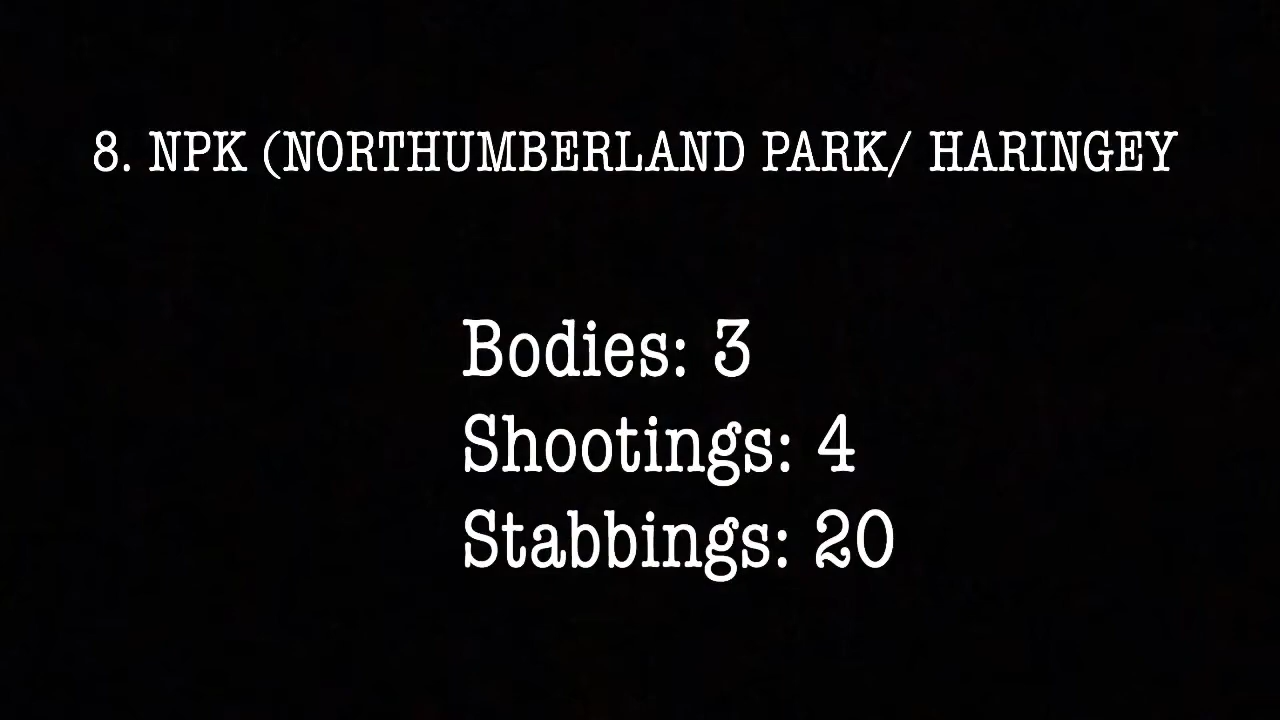 8. NPK (NORTHUMBERLAND PARK/ HARINGEY
Bodies: 3
Shootings: 4
Stabbings: 20